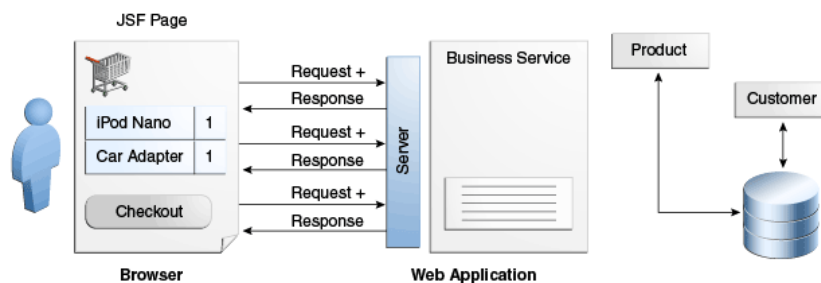 JSF Page
iPod Nano 1
Car Adapter 1
Checkout
Browser
Request +
Response
Request +
Response
Request +
Response
Server
Business Service
Web Application
Product
Customer